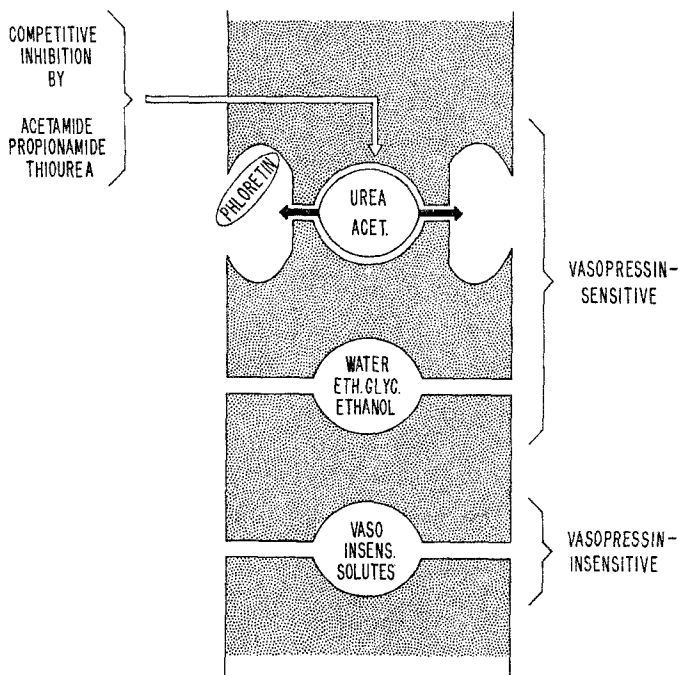 COMPETITIVE
INHIBITION
BY
ACETAMIDE
PROPIONAMIDE
THIOUREA
PHLORETIN
UREA
ACET.
VASOPRESSIN-
SENSITIVE
WATER
ETH. GLYC.
ETHANOL
VASO
INSENS.
SOLUTES
VASOPRESSIN-
INSENSITIVE